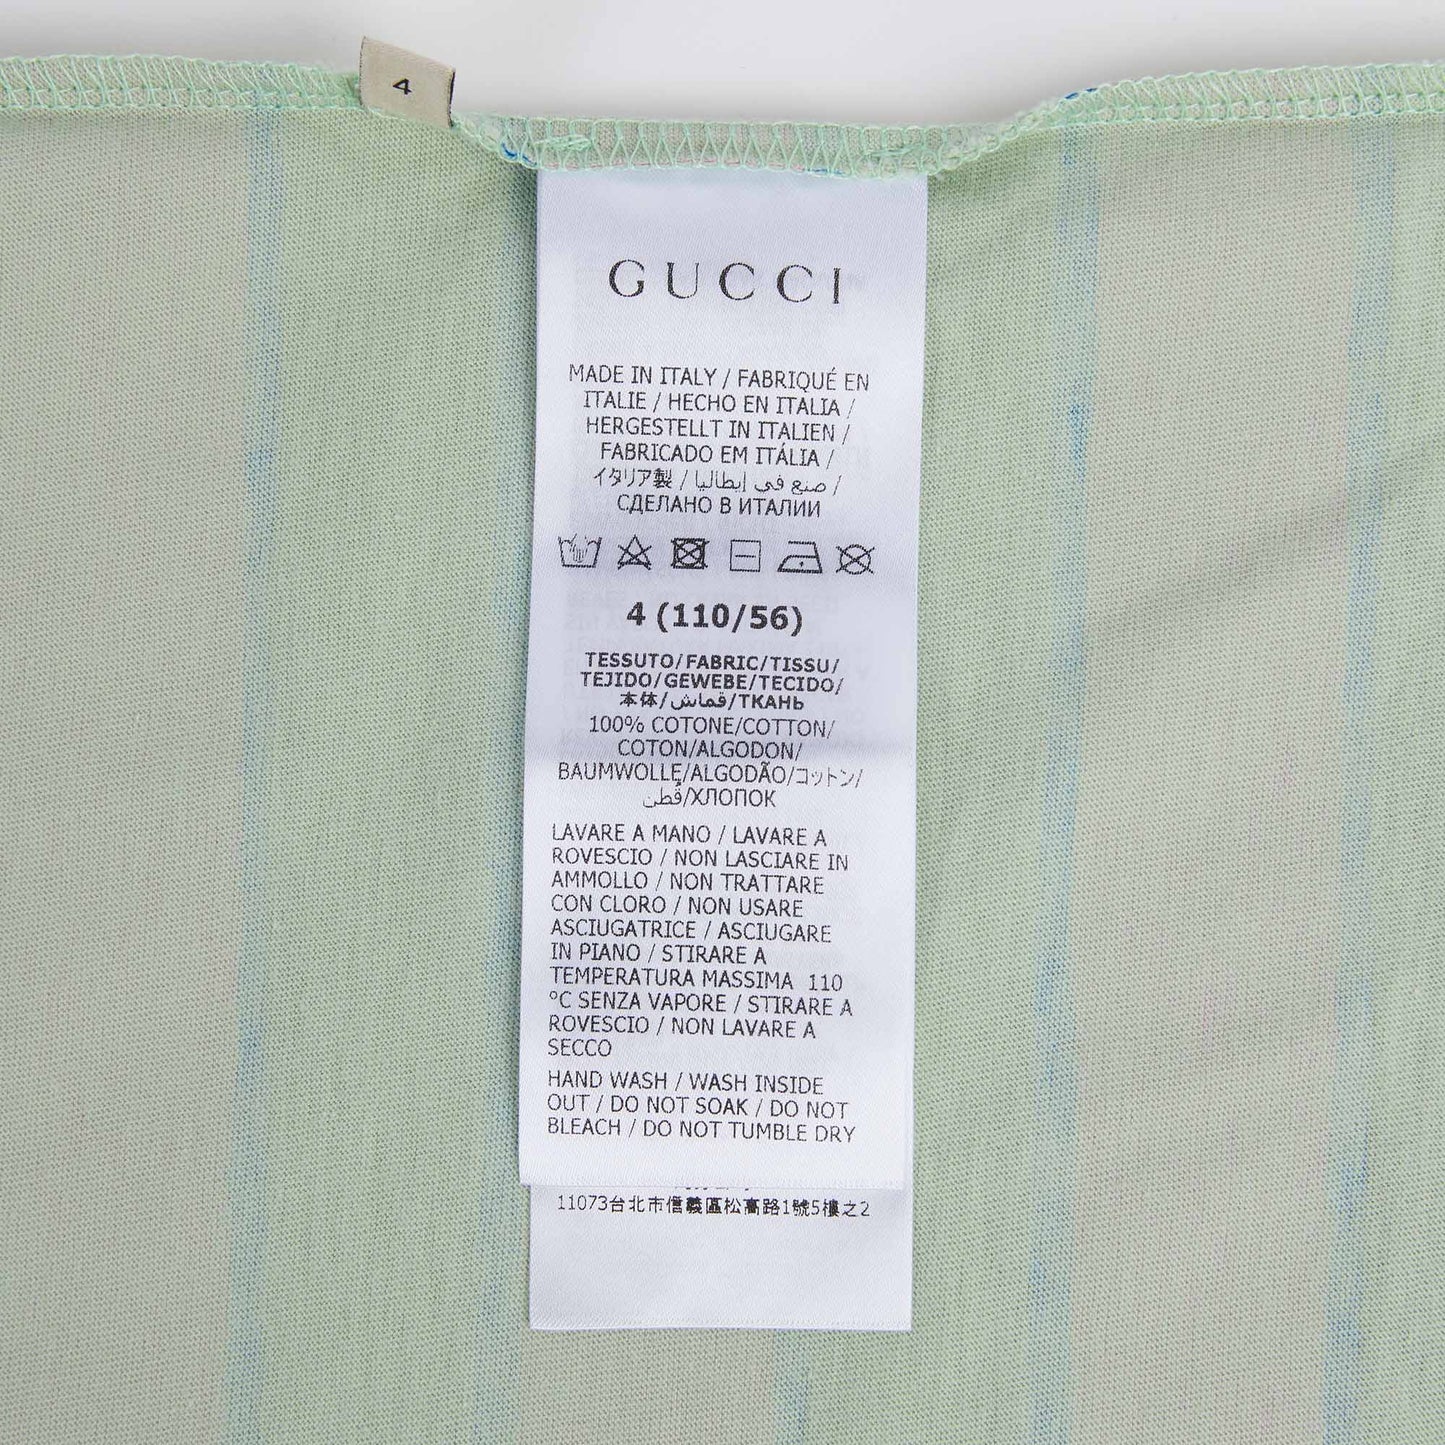 4
GUCCI
MADE IN ITALY / FABRIQUÉ EN
ITALIE / HECHO EN ITALIA /
HERGESTELLT IN ITALIEN /
FABRICADO EM ITÁLIA /
イタリア製 / صنع في إيطاليا /
СДЕЛАНО В ИТАЛИИ
4 (110/56)
TESSUTO/FABRIC/TISSU/
TEJIDO/GEWEBE/TECIDO/
本体/قماش/ТКАНЬ
100% COTONE/COTTON/
COTON/ALGODON/
BAUMWOLLE/ALGODÃO/コットン/
قُطن/ХЛОПОК
LAVARE A MANO / LAVARE A
ROVESCIO / NON LASCIARE IN
AMMOLLO / NON TRATTARE
CON CLORO / NON USARE
ASCIUGATRICE / ASCIUGARE
IN PIANO / STIRARE A
TEMPERATURA MASSIMA 110
°C SENZA VAPORE / STIRARE A
ROVESCIO / NON LAVARE A
SECCO
HAND WASH / WASH INSIDE
OUT / DO NOT SOAK / DO NOT
BLEACH / DO NOT TUMBLE DRY
11073台北市信義區松高路1號5樓之2